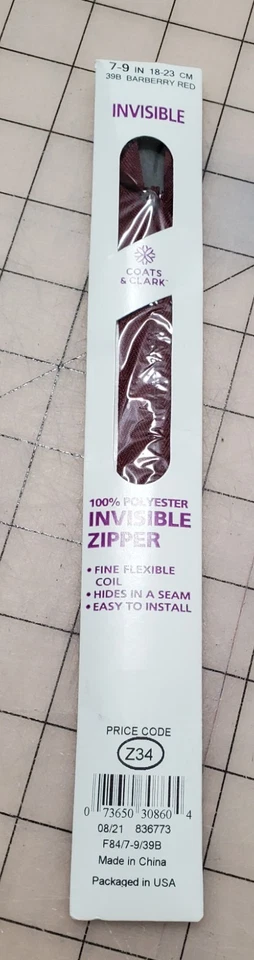 7-9 IN 18-23 CM
39B BARBERRY RED
INVISIBLE
COATS
& CLARK™
100% POLYESTER
INVISIBLE
ZIPPER
• FINE FLEXIBLE
COIL
• HIDES IN A SEAM
• EASY TO INSTALL
PRICE CODE
Z34
0 73650 30860 4
08/21 836773
F84/7-9/39B
Made in China
Packaged in USA